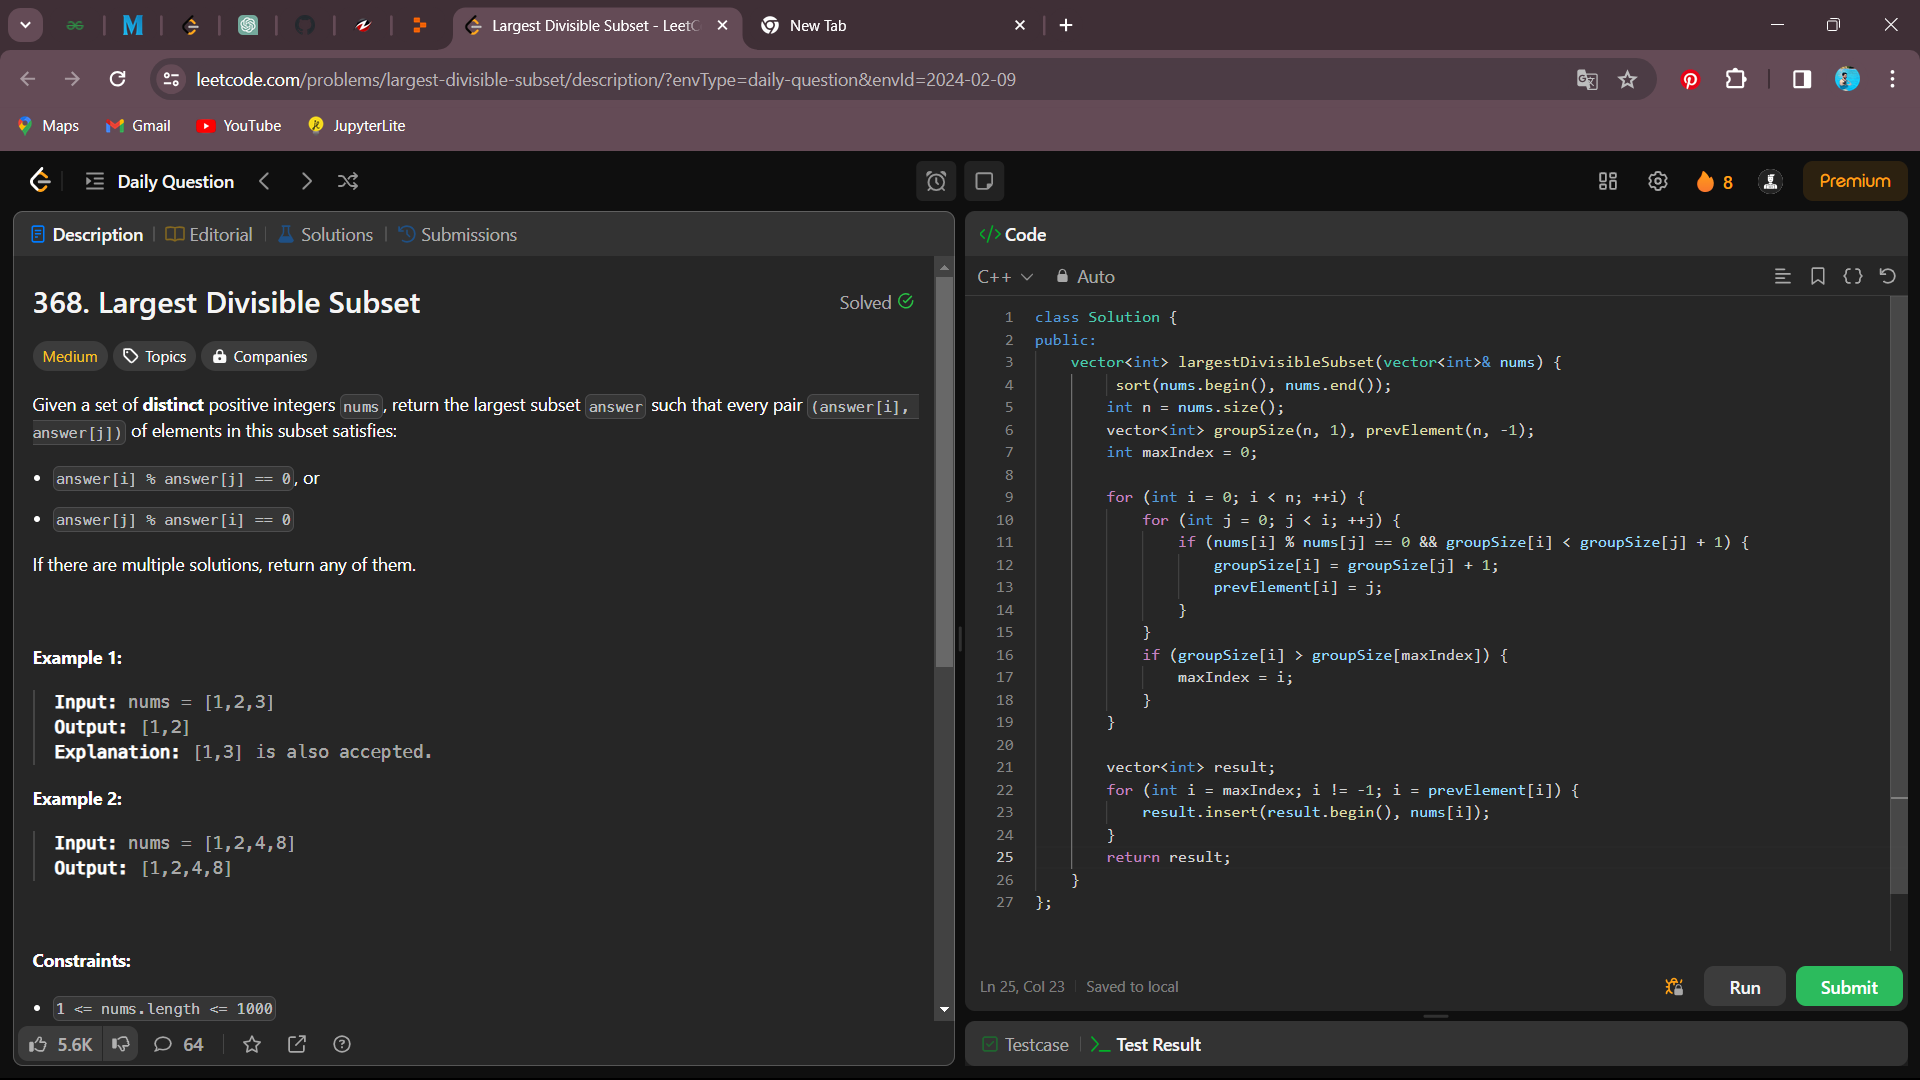 Largest Divisible Subset - LeetC
New Tab
leetcode.com/problems/largest-divisible-subset/description/?envType=daily-question&envId=2024-02-09
Maps
Gmail
YouTube
JupyterLite
Daily Question
8
Premium
Description
Editorial
Solutions
Submissions
368. Largest Divisible Subset
Solved
Medium
Topics
Companies
Given a set of distinct positive integers nums, return the largest subset answer such that every pair (answer[i],
answer[j]) of elements in this subset satisfies:
• answer[i] % answer[j] == 0, or
• answer[j] % answer[i] == 0
If there are multiple solutions, return any of them.
Example 1:
Input: nums = [1,2,3]
Output: [1,2]
Explanation: [1,3] is also accepted.
Example 2:
Input: nums = [1,2,4,8]
Output: [1,2,4,8]
Constraints:
• 1 <= nums.length <= 1000
5.6K
64
</> Code
C++
Auto
1 class Solution {
2 public:
3     vector<int> largestDivisibleSubset(vector<int>& nums) {
4          sort(nums.begin(), nums.end());
5         int n = nums.size();
6         vector<int> groupSize(n, 1), prevElement(n, -1);
7         int maxIndex = 0;
8
9         for (int i = 0; i < n; ++i) {
10             for (int j = 0; j < i; ++j) {
11                 if (nums[i] % nums[j] == 0 && groupSize[i] < groupSize[j] + 1) {
12                     groupSize[i] = groupSize[j] + 1;
13                     prevElement[i] = j;
14                 }
15             }
16             if (groupSize[i] > groupSize[maxIndex]) {
17                 maxIndex = i;
18             }
19         }
20
21         vector<int> result;
22         for (int i = maxIndex; i != -1; i = prevElement[i]) {
23             result.insert(result.begin(), nums[i]);
24         }
25         return result;
26     }
27 };
Ln 25, Col 23
Saved to local
Run
Submit
Testcase
Test Result